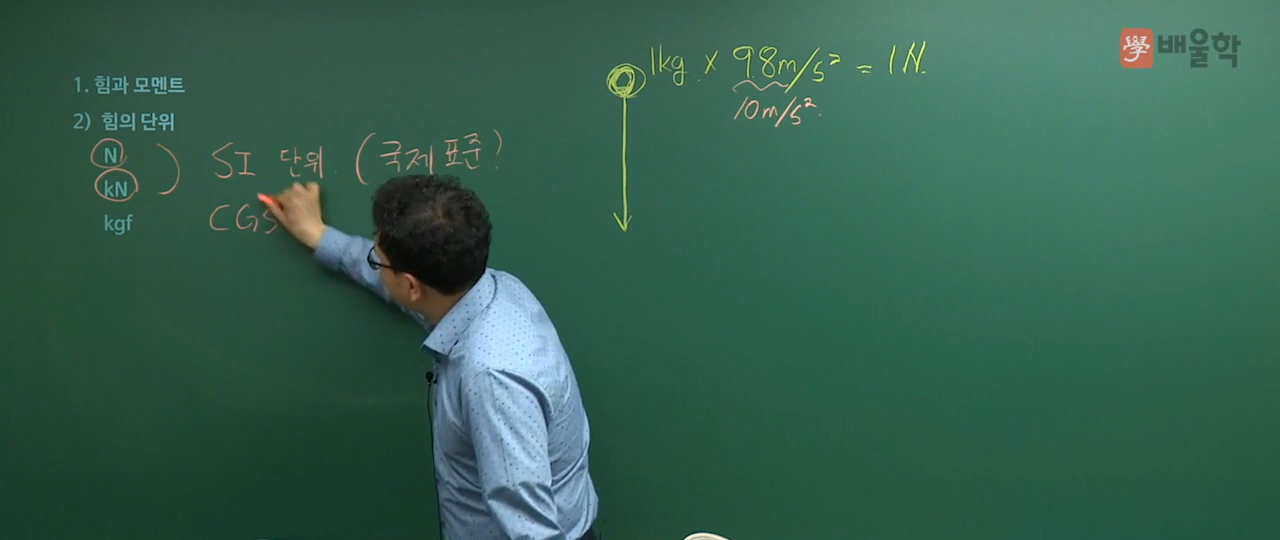 1. 힘과 모멘트
2) 힘의 단위
N
kN
kgf
SI 단위 (국제 표준)
CGS
1kg × 9.8m/s² = 1N.
10m/s².
學 배울학